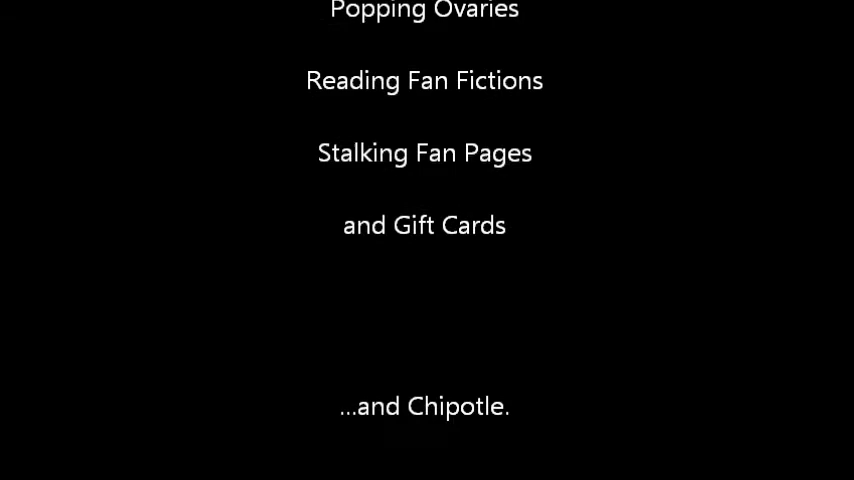 Popping Ovaries
Reading Fan Fictions
Stalking Fan Pages
and Gift Cards
...and Chipotle.